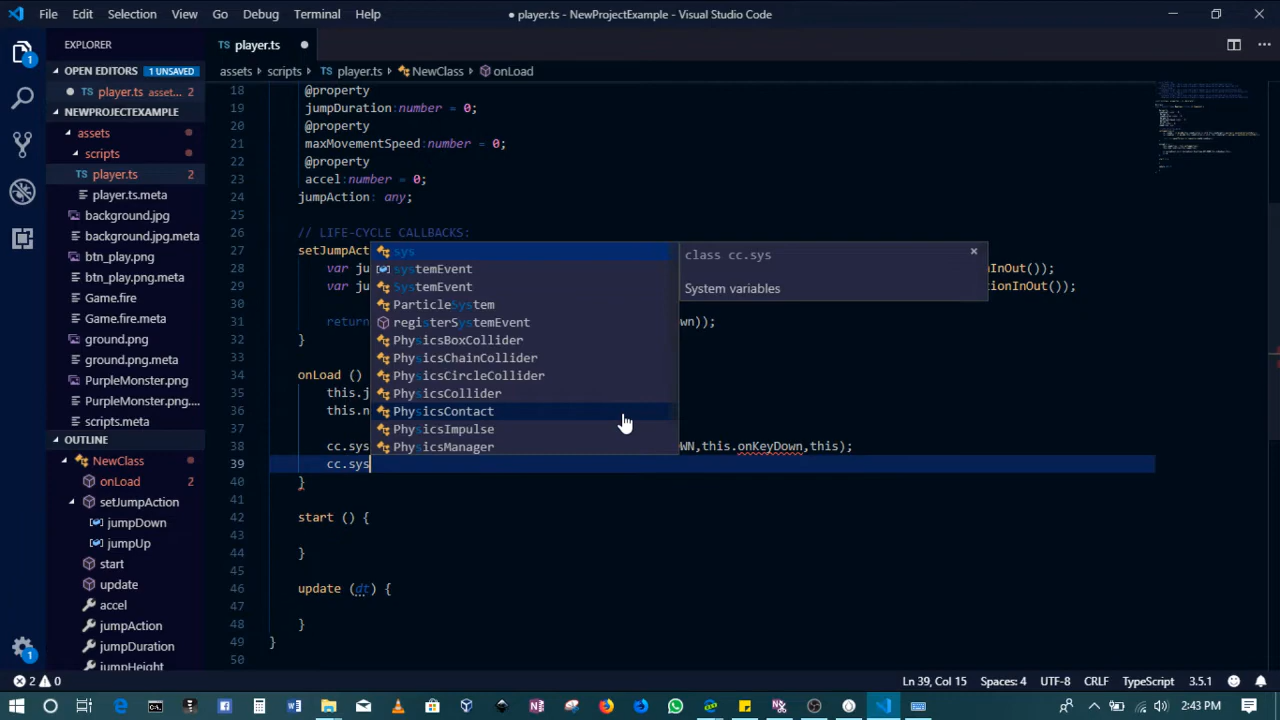 File Edit Selection View Go Debug Terminal Help
● player.ts - NewProjectExample - Visual Studio Code
EXPLORER
player.ts
OPEN EDITORS 1 UNSAVED
player.ts asset... 2
NEWPROJECTEXAMPLE
assets
scripts
player.ts 2
player.ts.meta
background.jpg
background.jpg.meta
btn_play.png
btn_play.png.meta
Game.fire
Game.fire.meta
ground.png
ground.png.meta
PurpleMonster.png
PurpleMonster.png....
scripts.meta
OUTLINE
NewClass
onLoad 2
setJumpAction
jumpDown
jumpUp
start
update
accel
jumpAction
jumpDuration
jumpHeight
assets › scripts › player.ts › NewClass › onLoad
18 @property
19 jumpDuration:number = 0;
20 @property
21 maxMovementSpeed:number = 0;
22 @property
23 accel:number = 0;
24 jumpAction: any;
25
26 // LIFE-CYCLE CALLBACKS:
27 setJumpAct
28 var ju nInOut());
29 var ju tionInOut());
30
31 return wn));
32 }
33
34 onLoad ()
35 this.j
36 this.n
37
38 cc.sys WN,this.onKeyDown,this);
39 cc.sys
40 }
41
42 start () {
43
44 }
45
46 update (dt) {
47
48 }
49 }
50
sys
systemEvent
SystemEvent
ParticleSystem
registerSystemEvent
PhysicsBoxCollider
PhysicsChainCollider
PhysicsCircleCollider
PhysicsCollider
PhysicsContact
PhysicsImpulse
PhysicsManager
class cc.sys
System variables
2 0
Ln 39, Col 15 Spaces: 4 UTF-8 CRLF TypeScript 3.5.1
2:43 PM